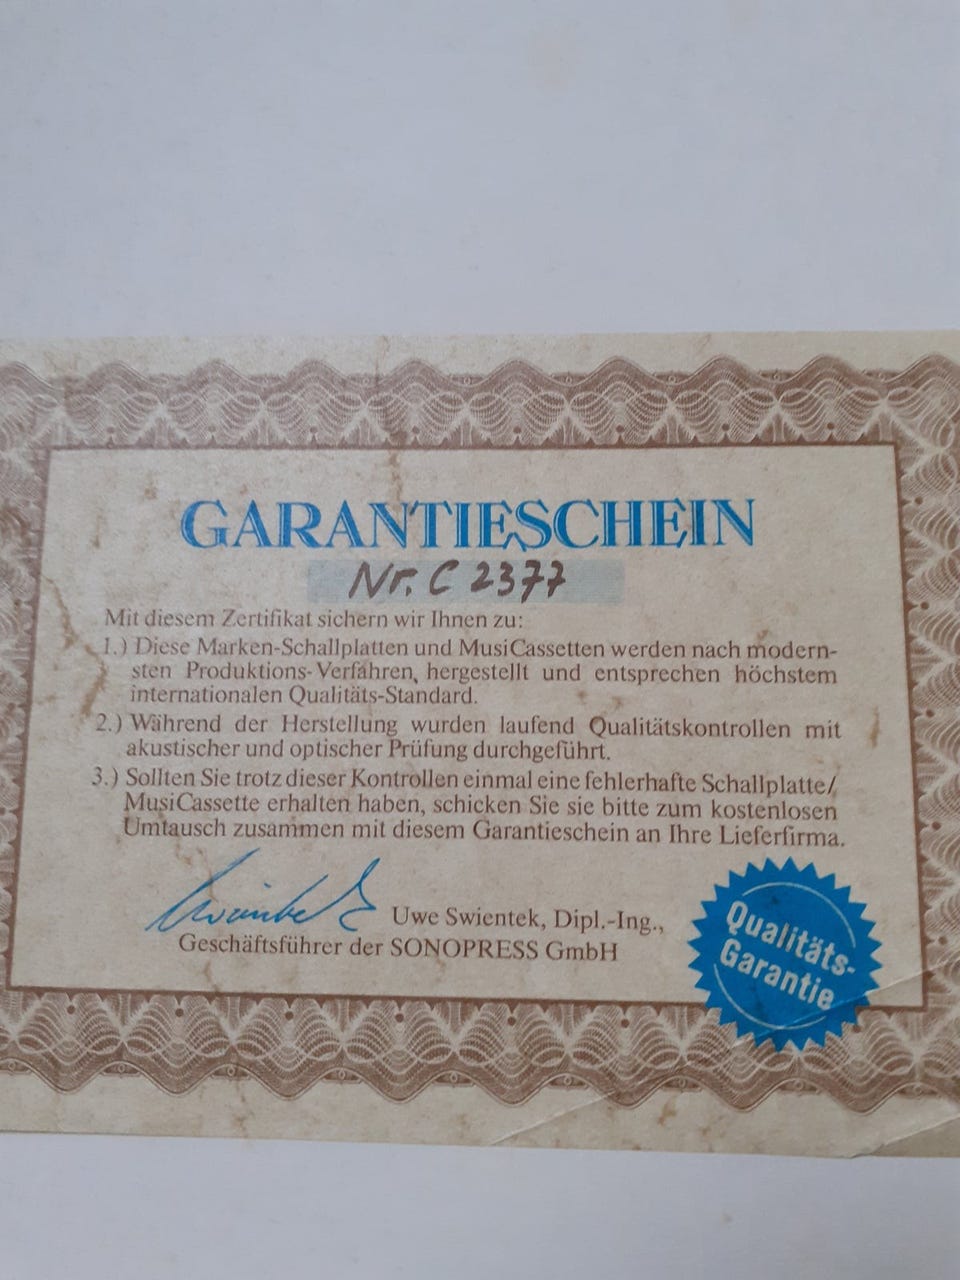 GARANTIESCHEIN
Nr. C 2377
Mit diesem Zertifikat sichern wir Ihnen zu:
1.) Diese Marken-Schallplatten und MusiCassetten werden nach modern-
sten Produktions-Verfahren, hergestellt und entsprechen höchstem
internationalen Qualitäts-Standard.
2.) Während der Herstellung wurden laufend Qualitätskontrollen mit
akustischer und optischer Prüfung durchgeführt.
3.) Sollten Sie trotz dieser Kontrollen einmal eine fehlerhafte Schallplatte/
MusiCassette erhalten haben, schicken Sie sie bitte zum kostenlosen
Umtausch zusammen mit diesem Garantieschein an Ihre Lieferfirma.
Uwe Swientek, Dipl.-Ing.,
Geschäftsführer der SONOPRESS GmbH
Qualitäts-
Garantie